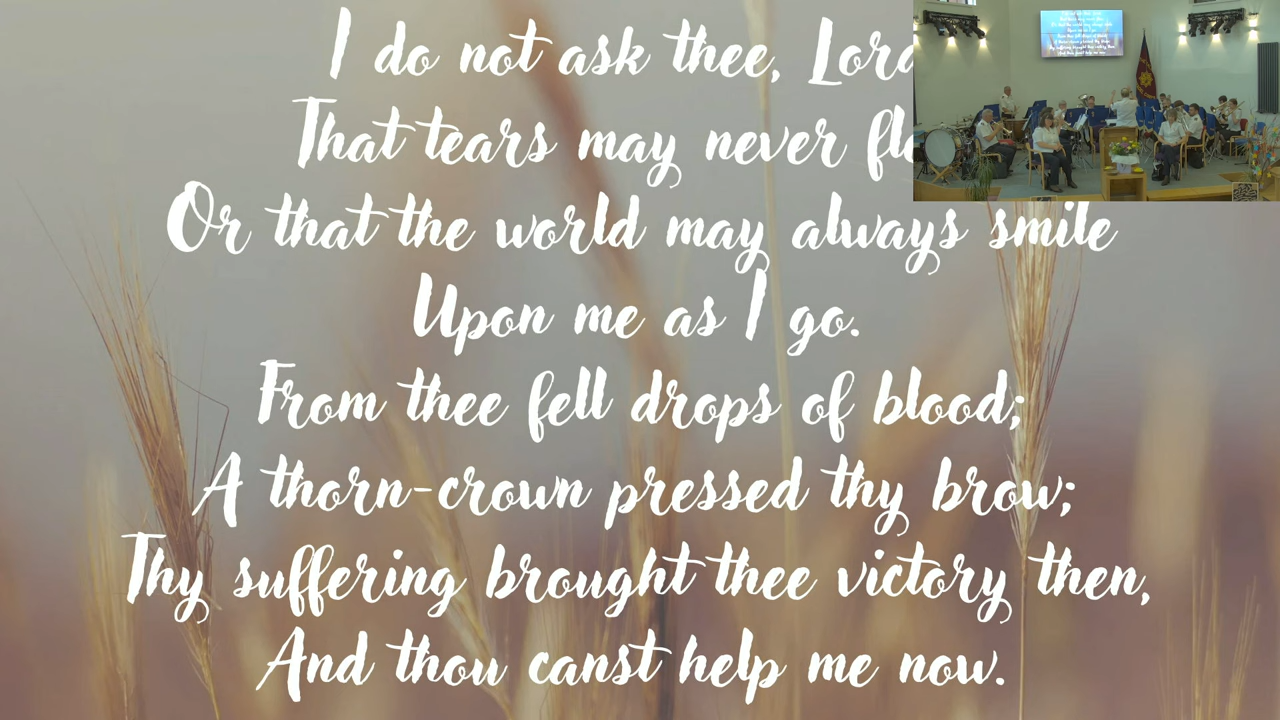 I do not ask thee, Lord
That tears may never
Or that the world may always smile
Upon me as I go.
From thee fell drops of blood;
A thorn-crown pressed thy brow;
Thy suffering brought thee victory then,
And thou canst help me now.